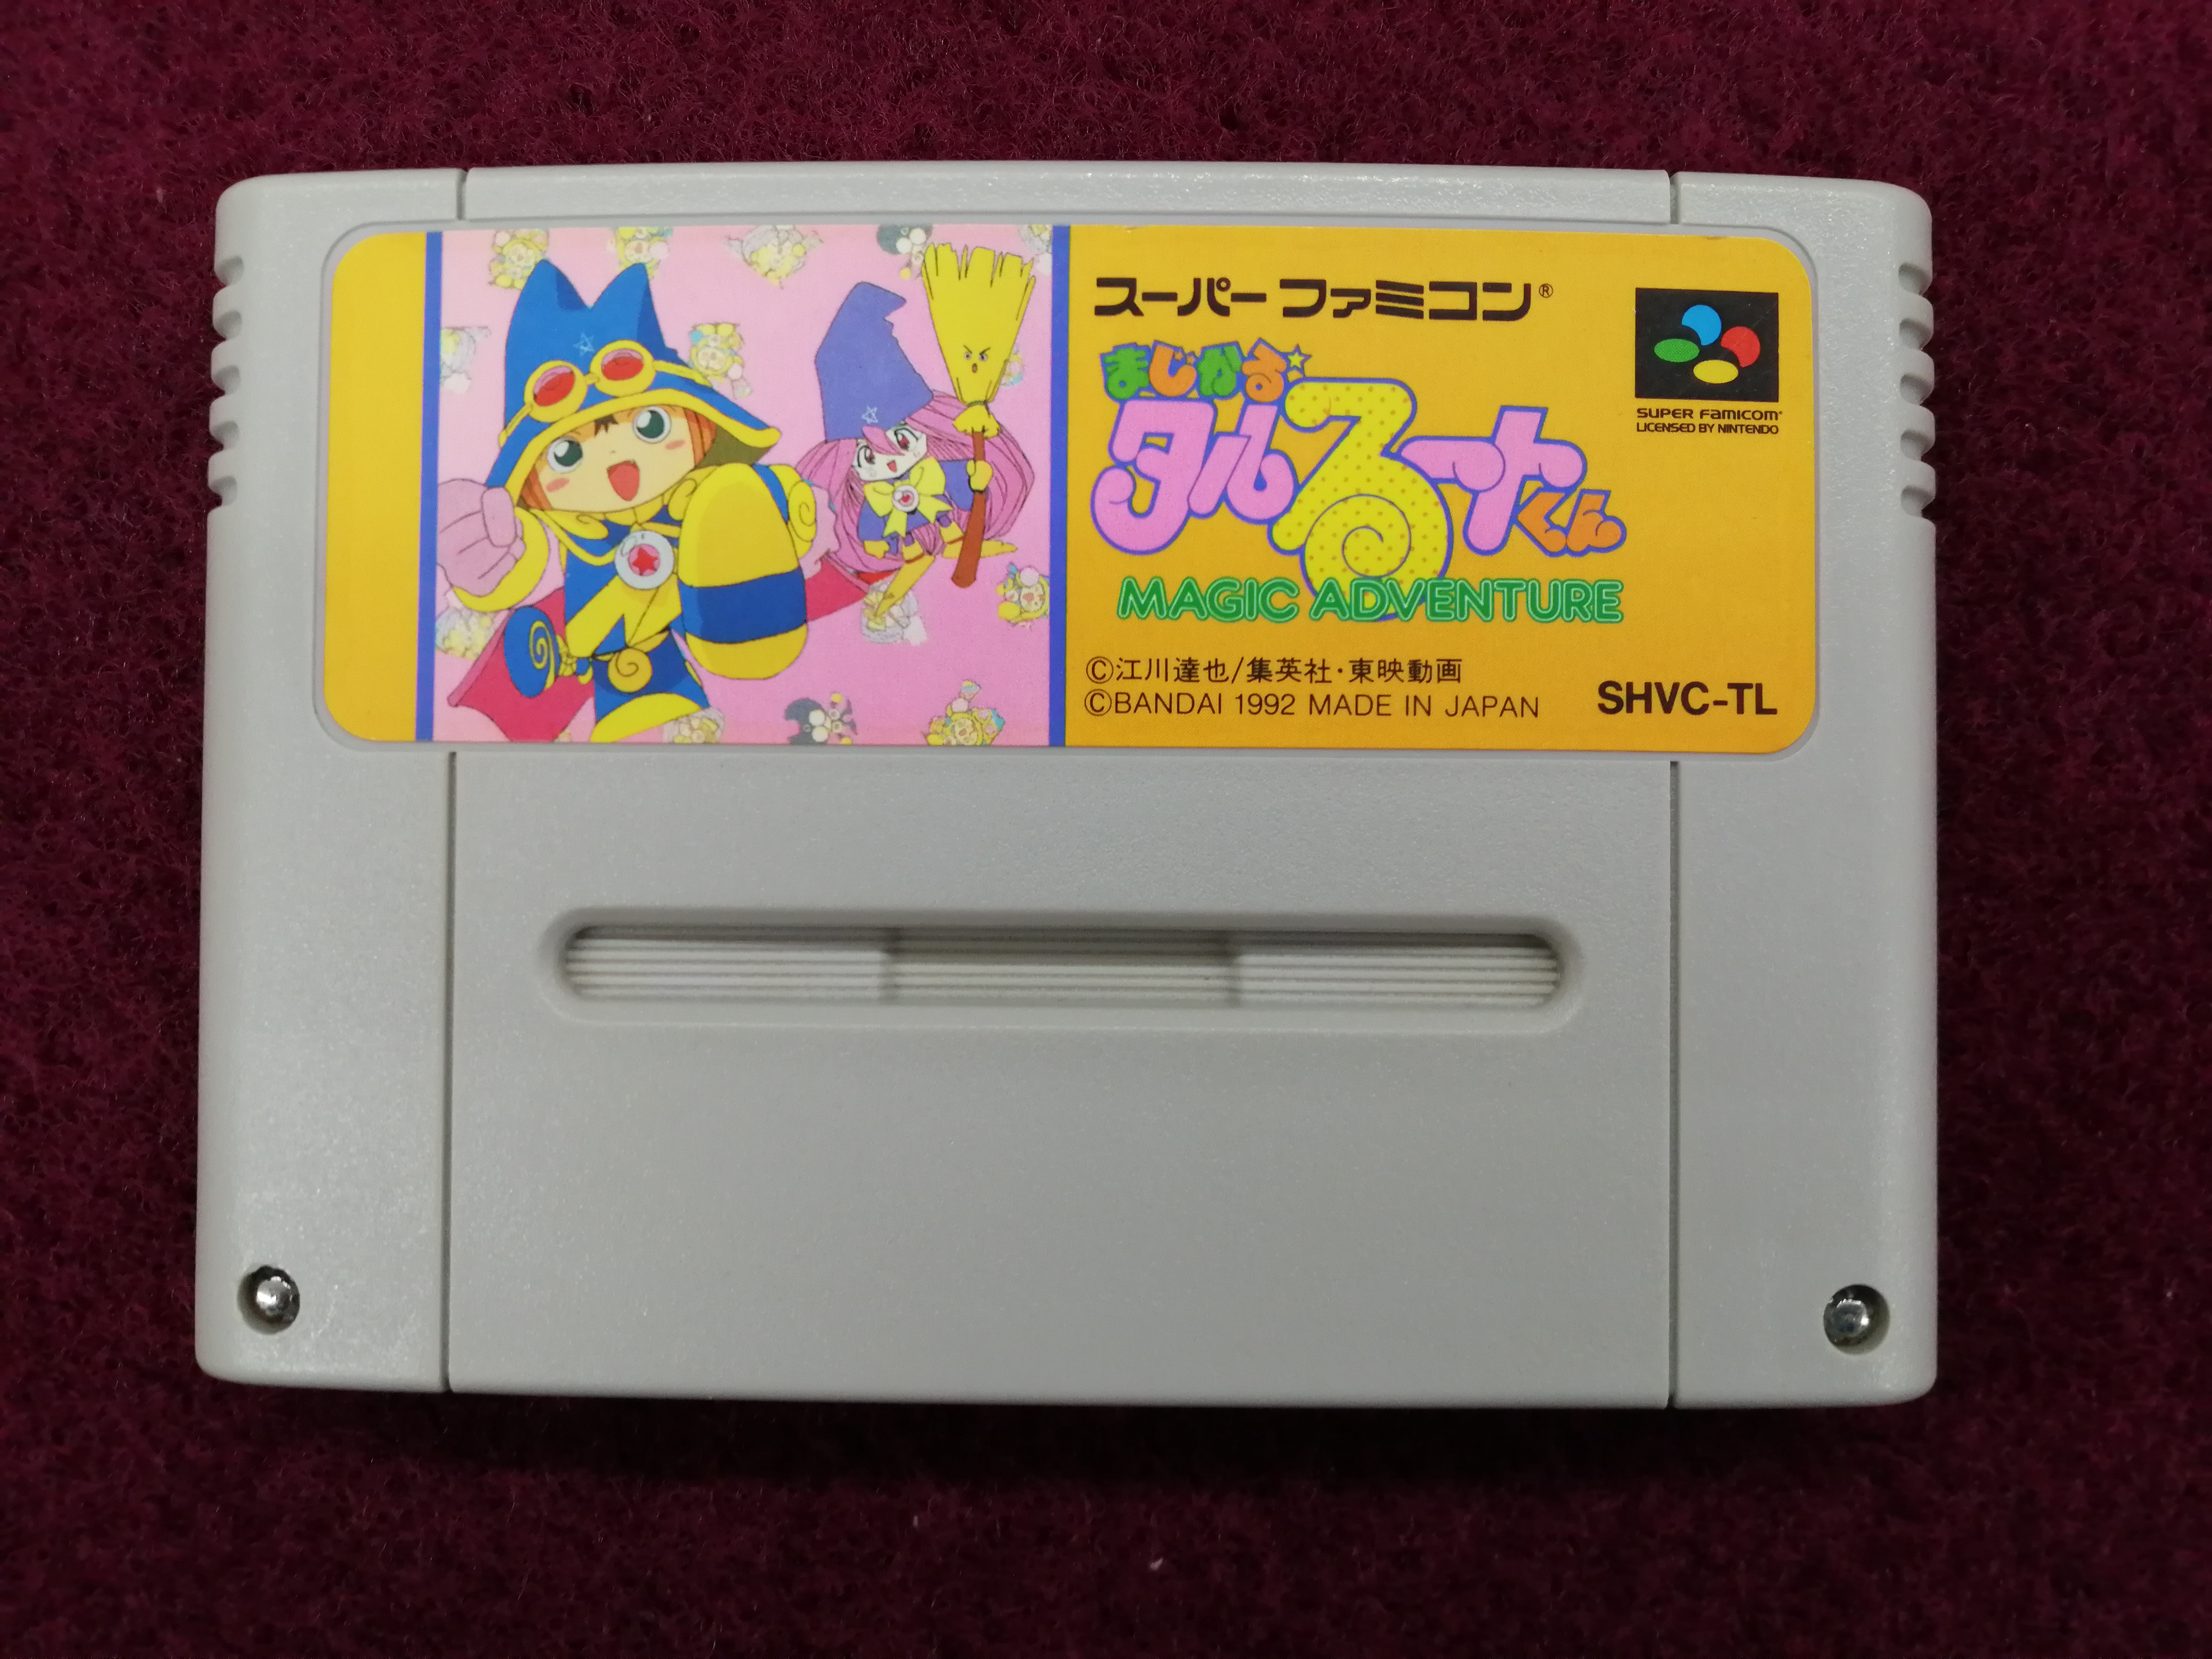 スーパーファミコン®
まじかる☆
タルるートくん
MAGIC ADVENTURE
SUPER FAMICOM®
LICENSED BY NINTENDO
©江川達也/集英社・東映動画
©BANDAI 1992 MADE IN JAPAN
SHVC-TL